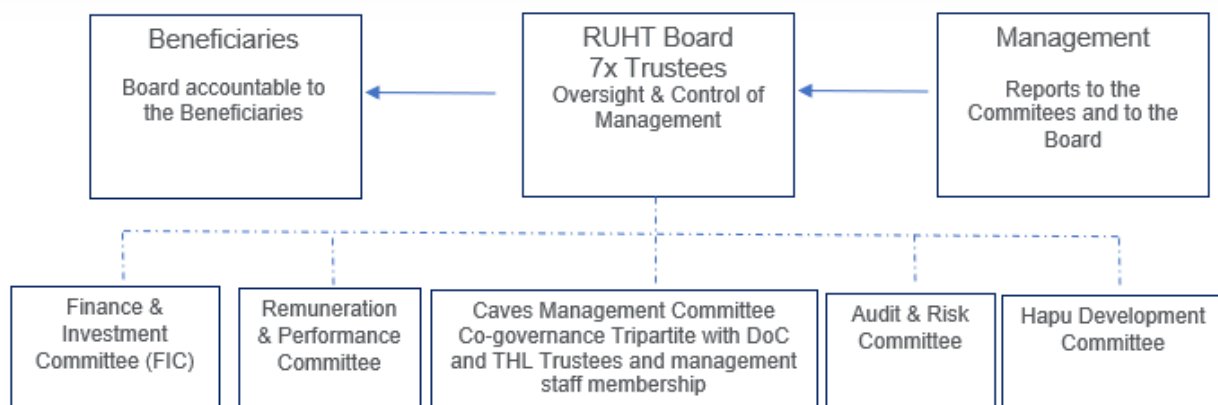 Beneficiaries
Board accountable to
the Beneficiaries
RUHT Board
7x Trustees
Oversight & Control of
Management
Management
Reports to the
Commitees and to the
Board
Finance &
Investment
Committee (FIC)
Remuneration
& Performance
Committee
Caves Management Committee
Co-governance Tripartite with DoC
and THL Trustees and management
staff membership
Audit & Risk
Committee
Hapu Development
Committee